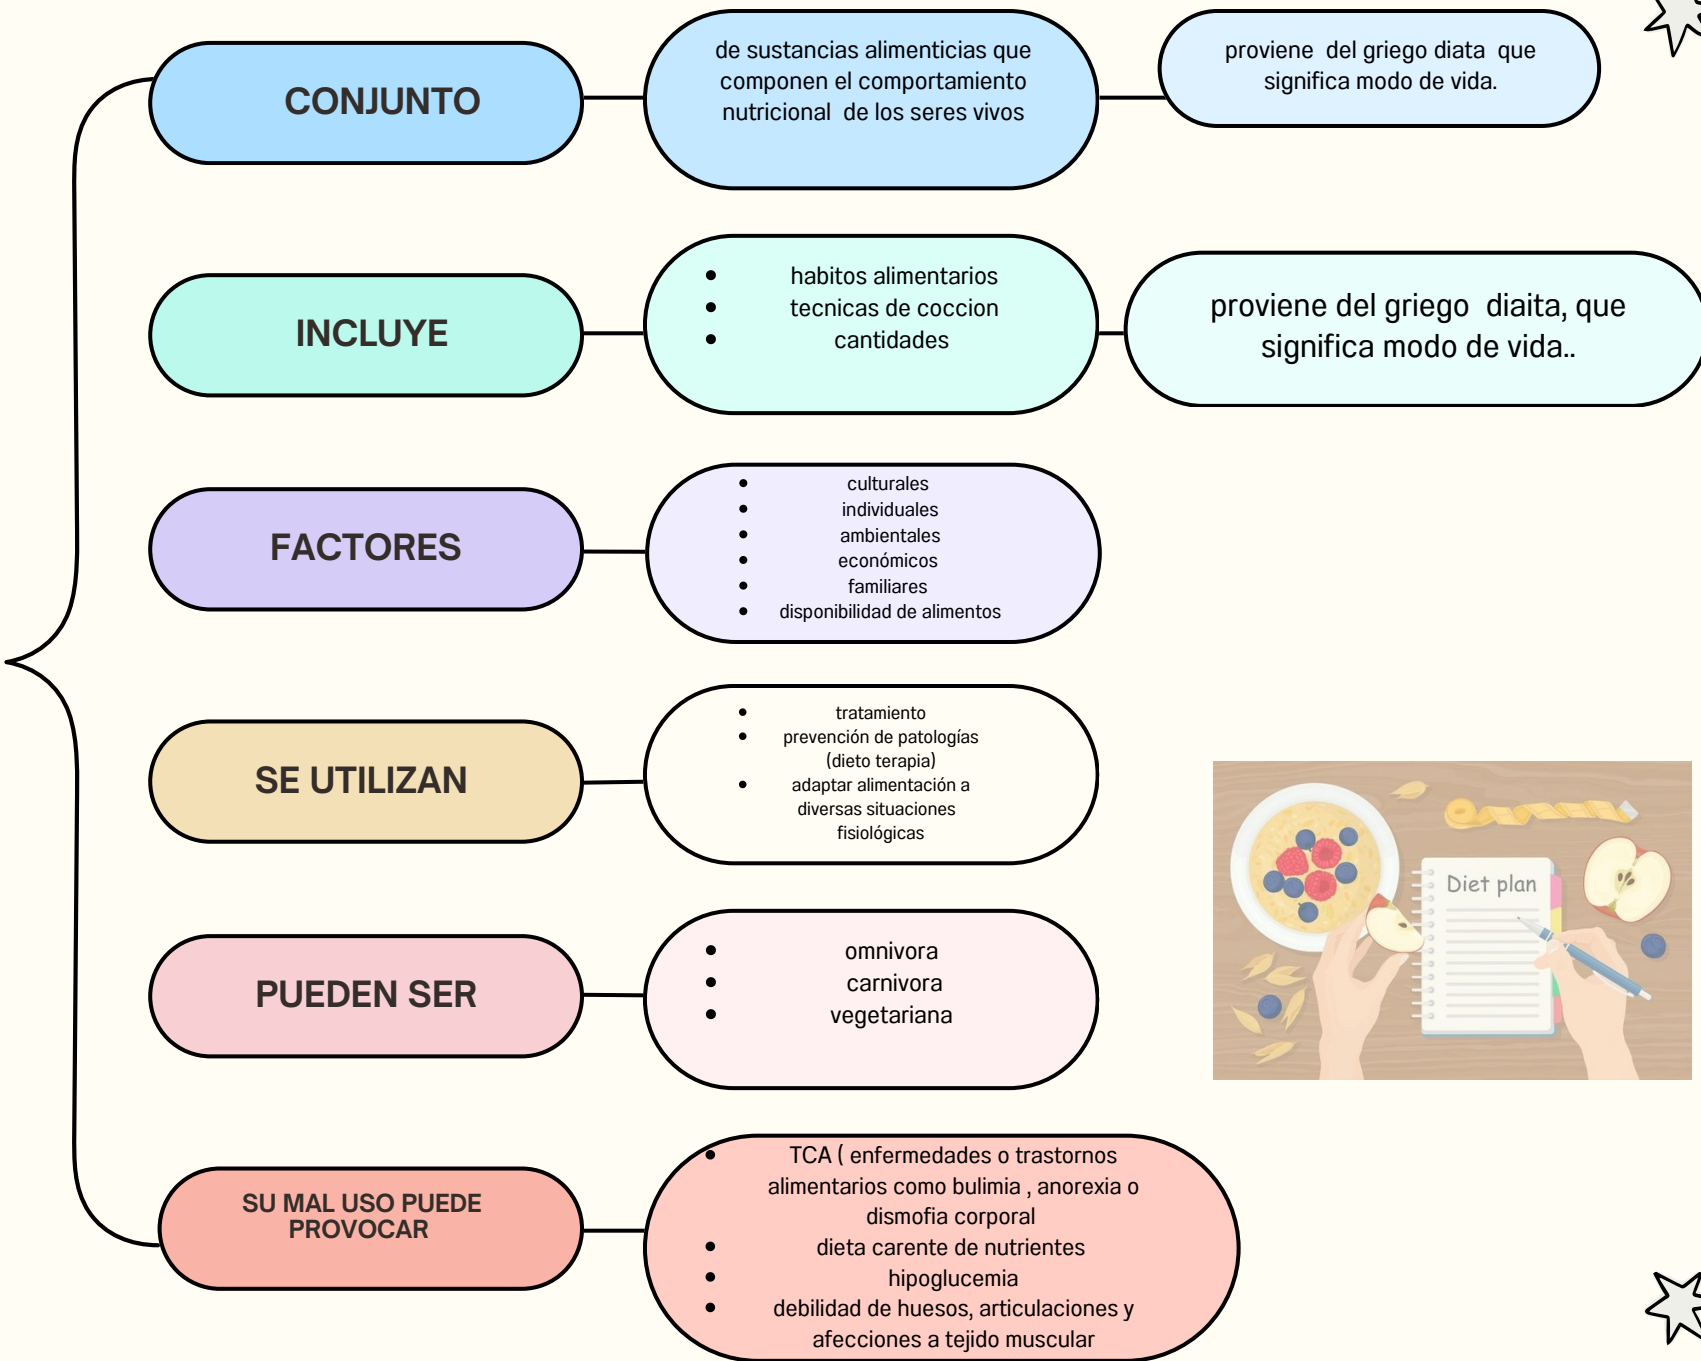 CONJUNTO
de sustancias alimenticias que
componen el comportamiento
nutricional de los seres vivos
proviene del griego diata que
significa modo de vida.
INCLUYE
• habitos alimentarios
• tecnicas de coccion
• cantidades
proviene del griego diaita, que
significa modo de vida..
FACTORES
• culturales
• individuales
• ambientales
• económicos
• familiares
• disponibilidad de alimentos
SE UTILIZAN
• tratamiento
• prevención de patologías
(dieto terapia)
• adaptar alimentación a
diversas situaciones
fisiológicas
Diet plan
PUEDEN SER
• omnivora
• carnivora
• vegetariana
SU MAL USO PUEDE
PROVOCAR
• TCA ( enfermedades o trastornos
alimentarios como bulimia , anorexia o
dismofia corporal
• dieta carente de nutrientes
• hipoglucemia
• debilidad de huesos, articulaciones y
afecciones a tejido muscular